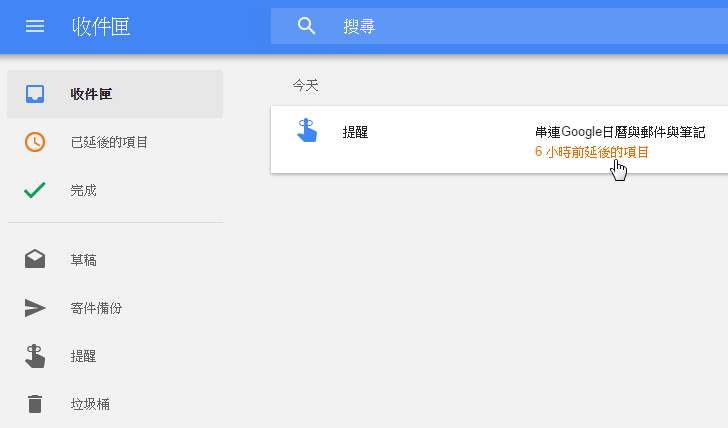 收件匣
搜尋
收件匣
已延後的項目
完成
草稿
寄件備份
提醒
垃圾桶
今天
提醒
串連Google日曆與郵件與筆記
6 小時前延後的項目